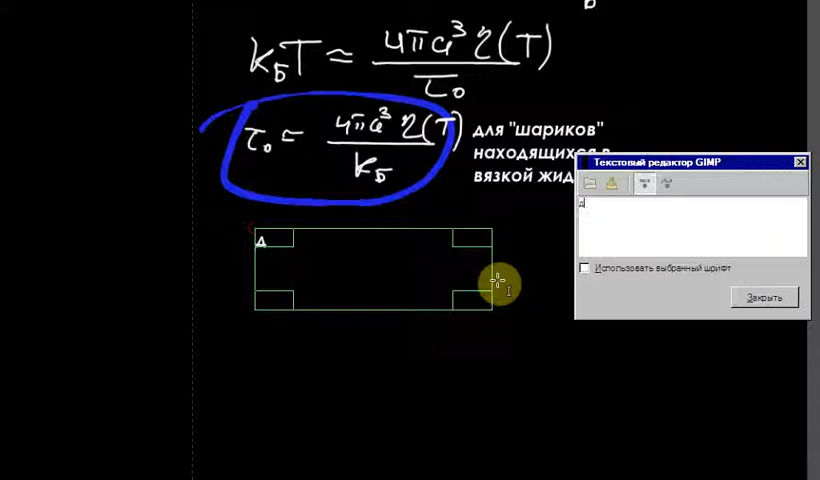 k_Б T ≈ 4πa³η(T) / τ₀
τ₀ ≈ 4πa³η(T) / k_Б
для "шариков"
находящихся в
вязкой жид
д
Текстовый редактор GIMP
д
Использовать выбранный шрифт
Закрыть